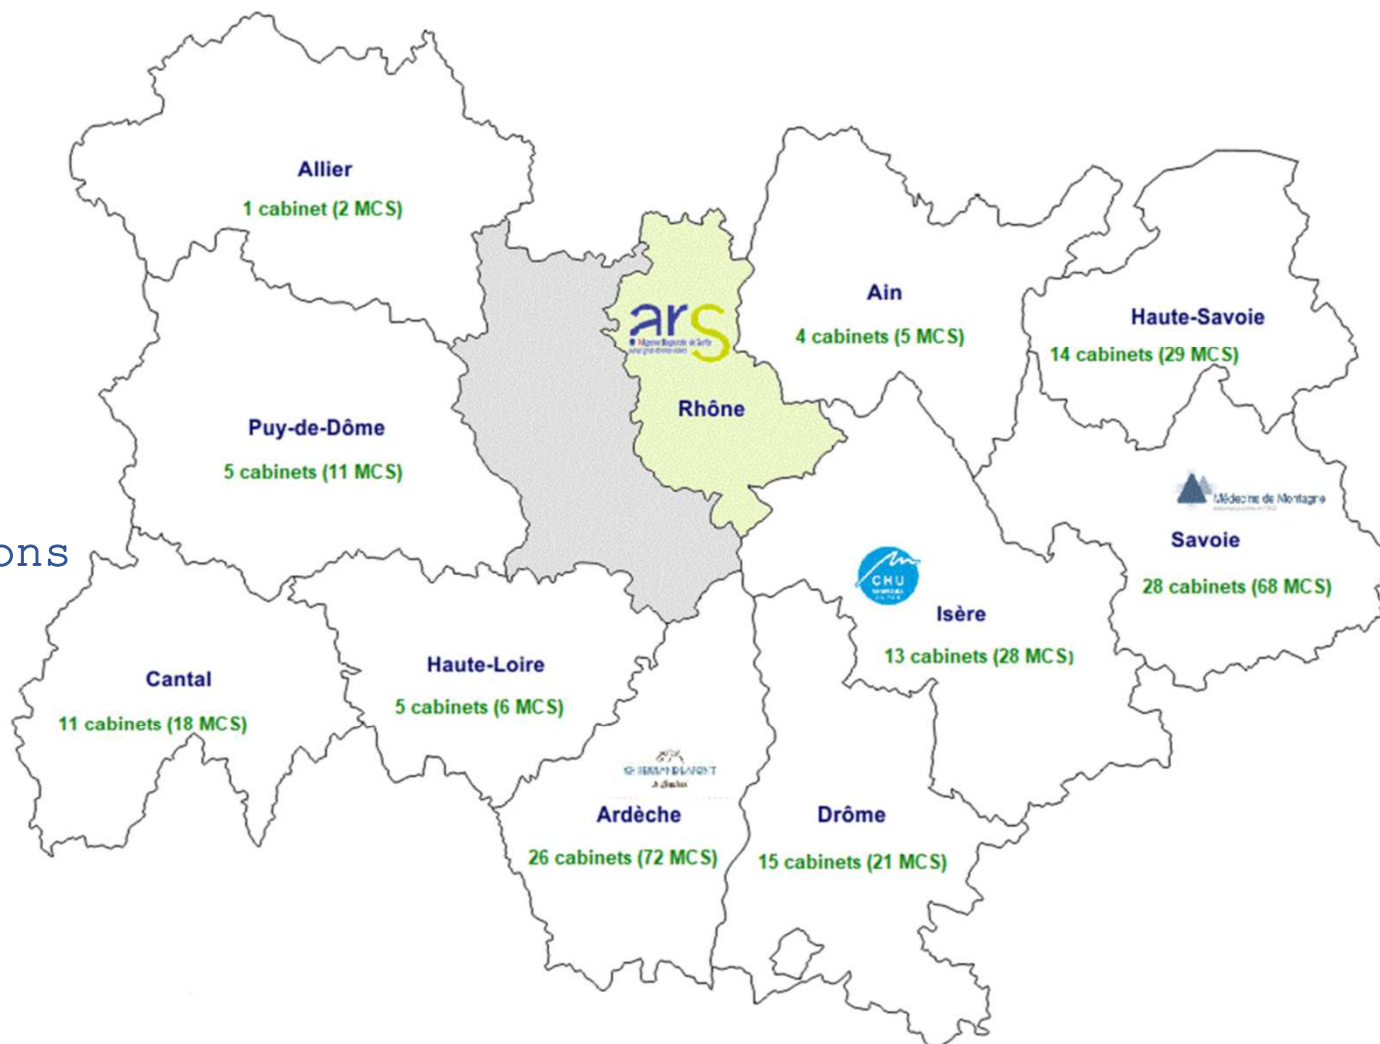 Allier
1 cabinet (2 MCS)
ars
Ain
4 cabinets (5 MCS)
Haute-Savoie
14 cabinets (29 MCS)
Rhône
Puy-de-Dôme
5 cabinets (11 MCS)
Médecins de Montagne
Savoie
28 cabinets (68 MCS)
ons
CHU
Isère
13 cabinets (28 MCS)
Haute-Loire
5 cabinets (6 MCS)
Cantal
11 cabinets (18 MCS)
Ardèche
26 cabinets (72 MCS)
Drôme
15 cabinets (21 MCS)